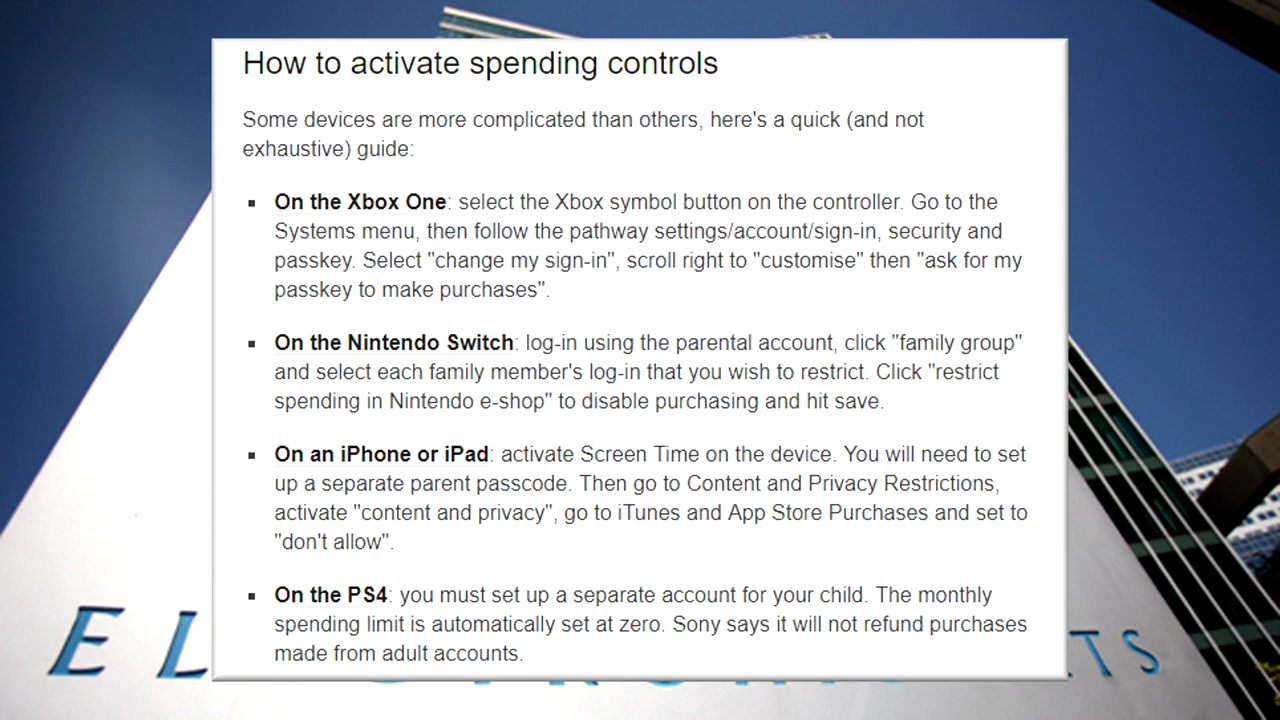 How to activate spending controls
Some devices are more complicated than others, here's a quick (and not
exhaustive) guide:
▪ On the Xbox One: select the Xbox symbol button on the controller. Go to the
Systems menu, then follow the pathway settings/account/sign-in, security and
passkey. Select "change my sign-in", scroll right to "customise" then "ask for my
passkey to make purchases".
▪ On the Nintendo Switch: log-in using the parental account, click "family group"
and select each family member's log-in that you wish to restrict. Click "restrict
spending in Nintendo e-shop" to disable purchasing and hit save.
▪ On an iPhone or iPad: activate Screen Time on the device. You will need to set
up a separate parent passcode. Then go to Content and Privacy Restrictions,
activate "content and privacy", go to iTunes and App Store Purchases and set to
"don't allow".
▪ On the PS4: you must set up a separate account for your child. The monthly
spending limit is automatically set at zero. Sony says it will not refund purchases
made from adult accounts.